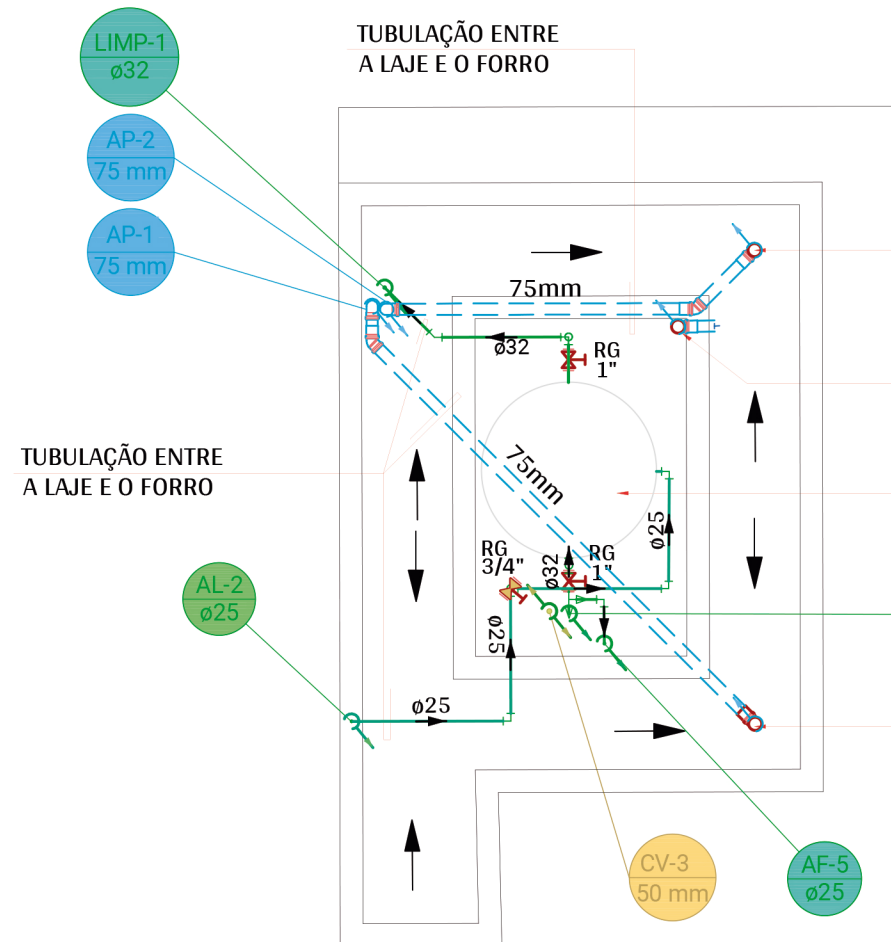 LIMP-1
ø32
TUBULAÇÃO ENTRE
A LAJE E O FORRO
AP-2
75 mm
AP-1
75 mm
75mm
ø32
RG
1"
75mm
TUBULAÇÃO ENTRE
A LAJE E O FORRO
ø25
RG
3/4"
ø32
RG
1"
AL-2
ø25
ø25
ø25
CV-3
50 mm
AF-5
ø25